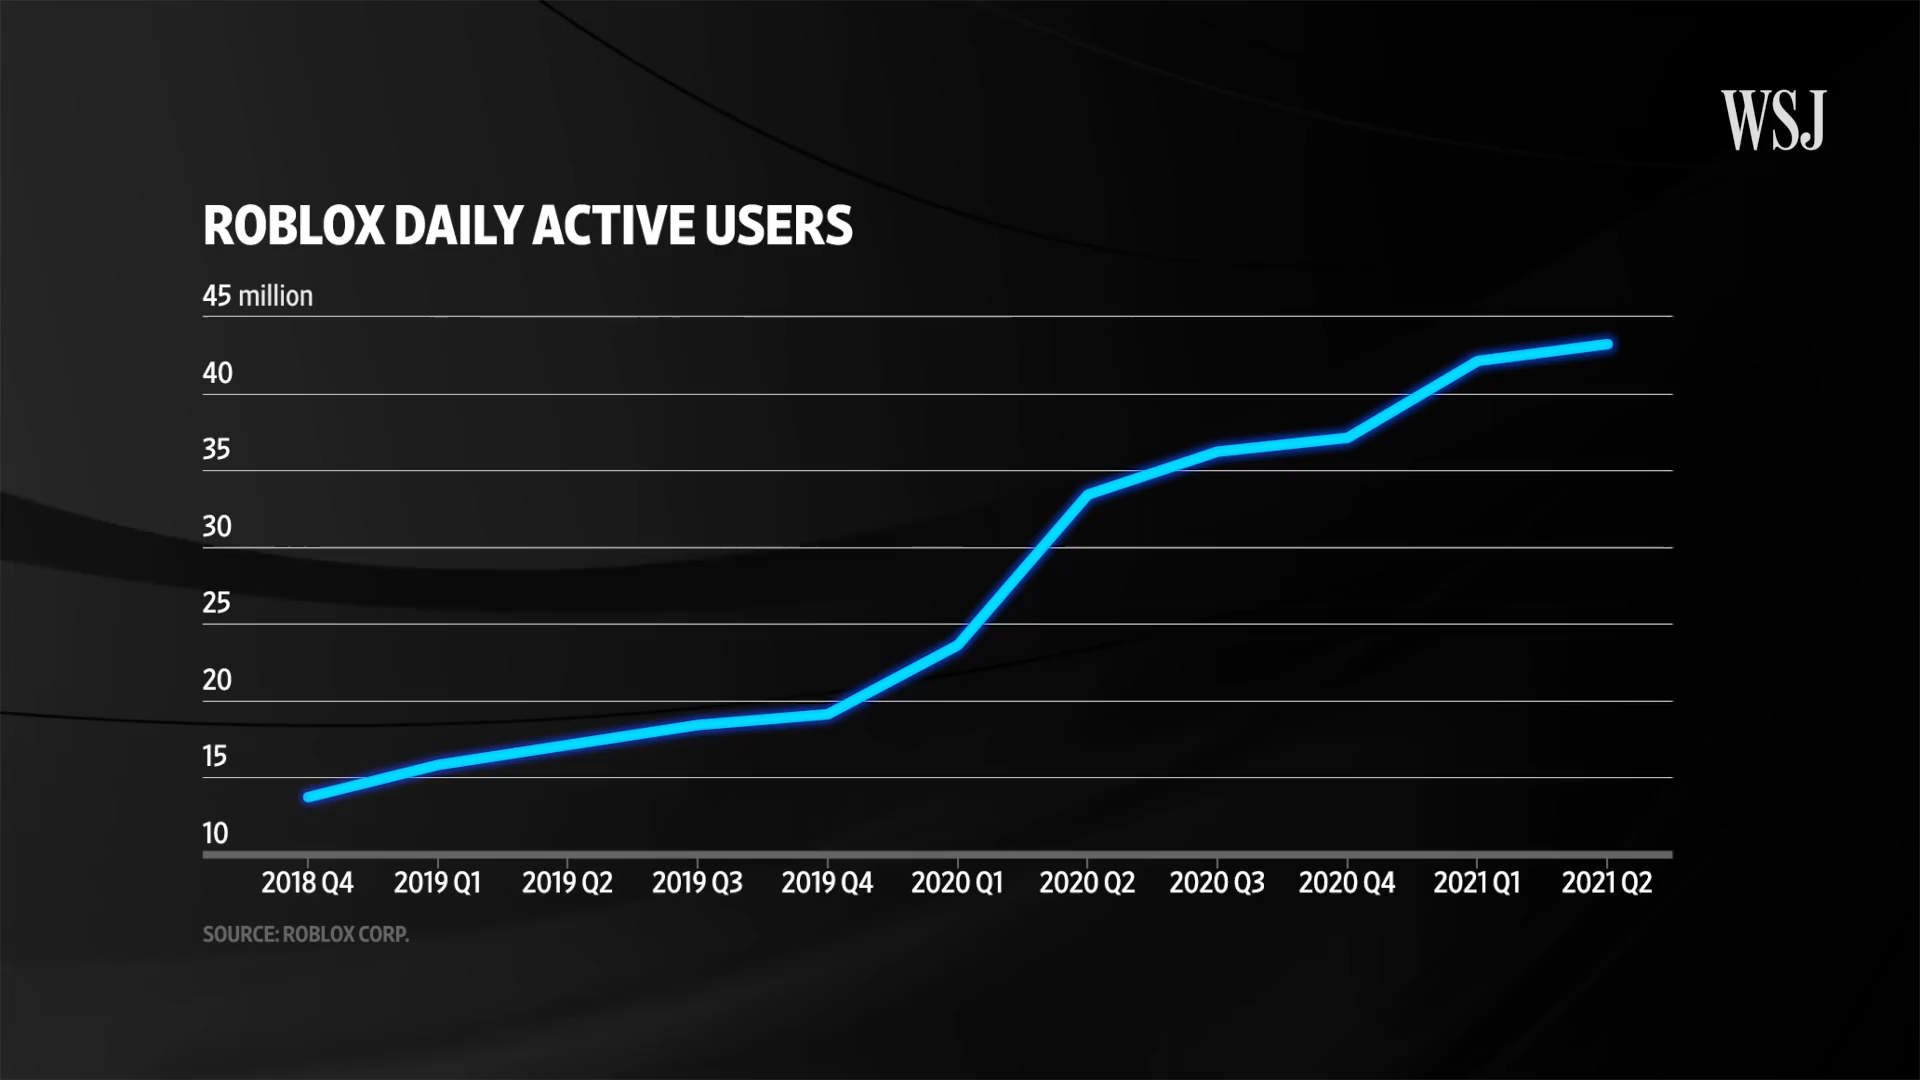 WSJ
ROBLOX DAILY ACTIVE USERS
45 million
40
35
30
25
20
15
10
2018 Q4 2019 Q1 2019 Q2 2019 Q3 2019 Q4 2020 Q1 2020 Q2 2020 Q3 2020 Q4 2021 Q1 2021 Q2
SOURCE: ROBLOX CORP.